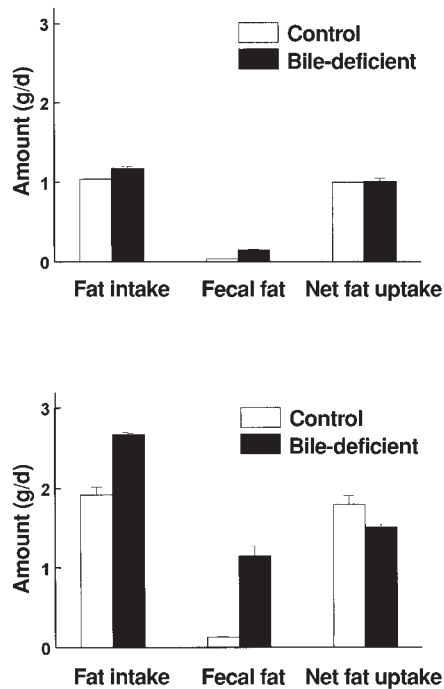 3
Control
Bile-deficient
2
Amount (g/d)
1
0
Fat intake Fecal fat Net fat uptake
3
Control
Bile-deficient
2
Amount (g/d)
1
0
Fat intake Fecal fat Net fat uptake